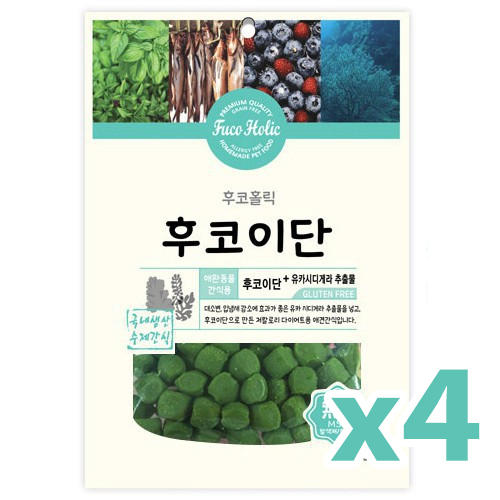 PREMIUM QUALITY
GRAIN FREE
Fuco Holic
ALLERGY FREE
HOMEMADE PET FOOD
후코홀릭
후코이단
애완동물
간식용
후코이단 + 유카시디게라 추출물
GLUTEN FREE
대소변, 입냄새 감소에 효과가 좋은 유카 시디게라 추출물을 넣고,
후코이단으로 만든 저칼로리 다이어트용 애견간식입니다.
국내생산
수제간식
x4